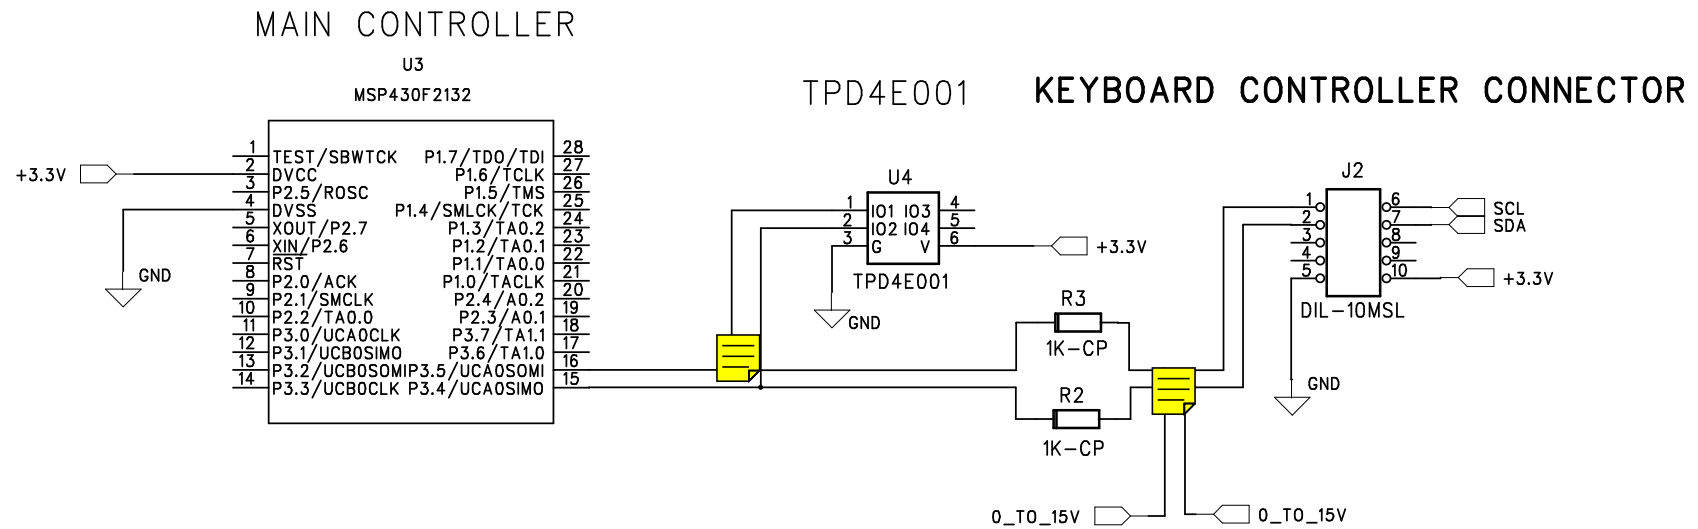 MAIN CONTROLLER
U3
MSP430F2132
TPD4E001
KEYBOARD CONTROLLER CONNECTOR
1 TEST/SBWTCK P1.7/TDO/TDI 28
+3.3V 2 DVCC P1.6/TCLK 27
3 P2.5/ROSC P1.5/TMS 26
4 DVSS P1.4/SMLCK/TCK 25
5 XOUT/P2.7 P1.3/TA0.2 24
6 XIN/P2.6 P1.2/TA0.1 23
7 RST P1.1/TA0.0 22
8 P2.0/ACK P1.0/TACLK 21
9 P2.1/SMCLK P2.4/A0.2 20
10 P2.2/TA0.0 P2.3/A0.1 19
11 P3.0/UCA0CLK P3.7/TA1.1 18
12 P3.1/UCB0SIMO P3.6/TA1.0 17
13 P3.2/UCB0SOMI P3.5/UCA0SOMI 16
14 P3.3/UCB0CLK P3.4/UCA0SIMO 15
GND
U4
1 IO1 IO3 4
2 IO2 IO4 5
3 G V 6
+3.3V
TPD4E001
GND
R3
1K-CP
R2
1K-CP
J2
1 6 SCL
2 7 SDA
3 8
4 9
5 10 +3.3V
DIL-10MSL
GND
0_TO_15V
0_TO_15V